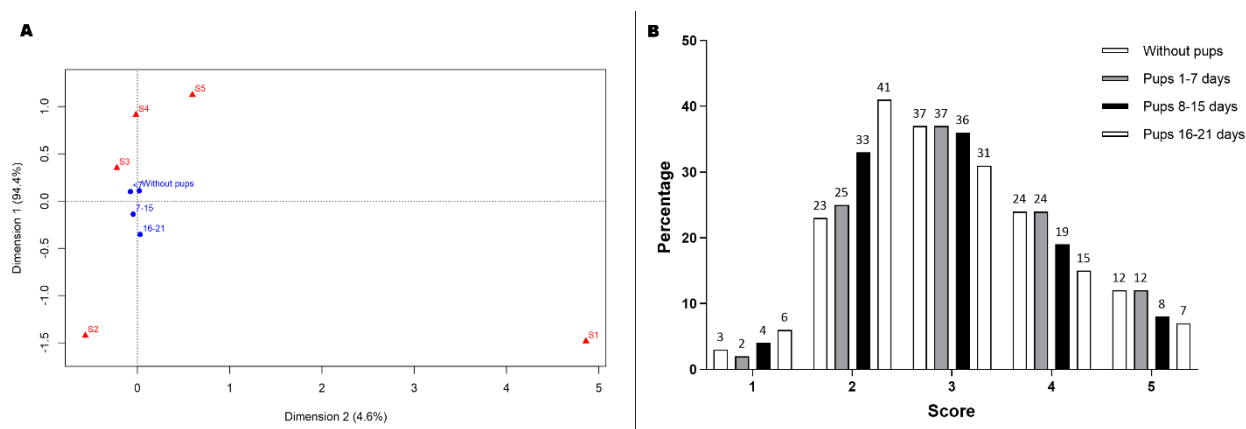 A
S5
S4
S3
<7 Without pups
7-15
16-21
S2
S1
1.0
0.5
0.0
-0.5
-1.0
-1.5
Dimension 1 (94.4%)
0 1 2 3 4 5
Dimension 2 (4.6%)
B
Without pups
Pups 1-7 days
Pups 8-15 days
Pups 16-21 days
50
40
30
20
10
0
Percentage
3 2 4 6
23 25 33 41
37 37 36 31
24 24 19 15
12 12 8 7
1 2 3 4 5
Score